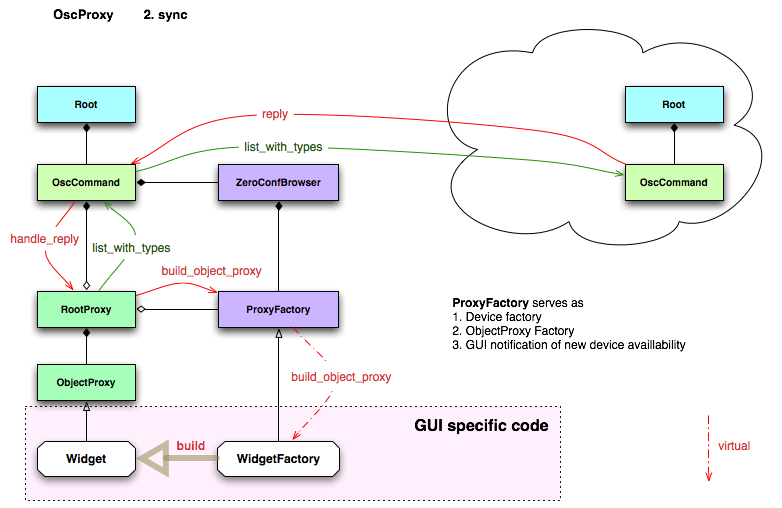 OscProxy 2. sync
Root
Root
reply
list_with_types
OscCommand
ZeroConfBrowser
OscCommand
handle_reply
list_with_types
build_object_proxy
RootProxy
ProxyFactory
ProxyFactory serves as
1. Device factory
2. ObjectProxy Factory
3. GUI notification of new device availlability
build_object_proxy
ObjectProxy
GUI specific code
Widget
build
WidgetFactory
virtual